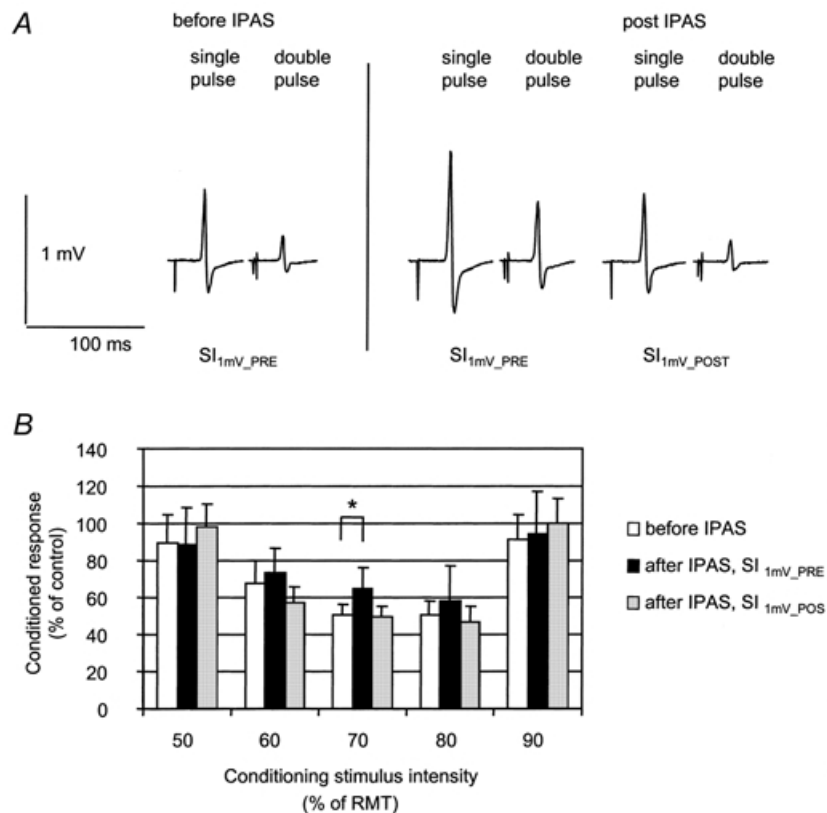 A
before IPAS
post IPAS
single pulse
double pulse
single pulse
double pulse
single pulse
double pulse
1 mV
100 ms
SI1mV_PRE
SI1mV_PRE
SI1mV_POST
B
Conditioned response
(% of control)
140
120
100
80
60
40
20
0
*
50 60 70 80 90
Conditioning stimulus intensity
(% of RMT)
before IPAS
after IPAS, SI 1mV_PRE
after IPAS, SI 1mV_POS